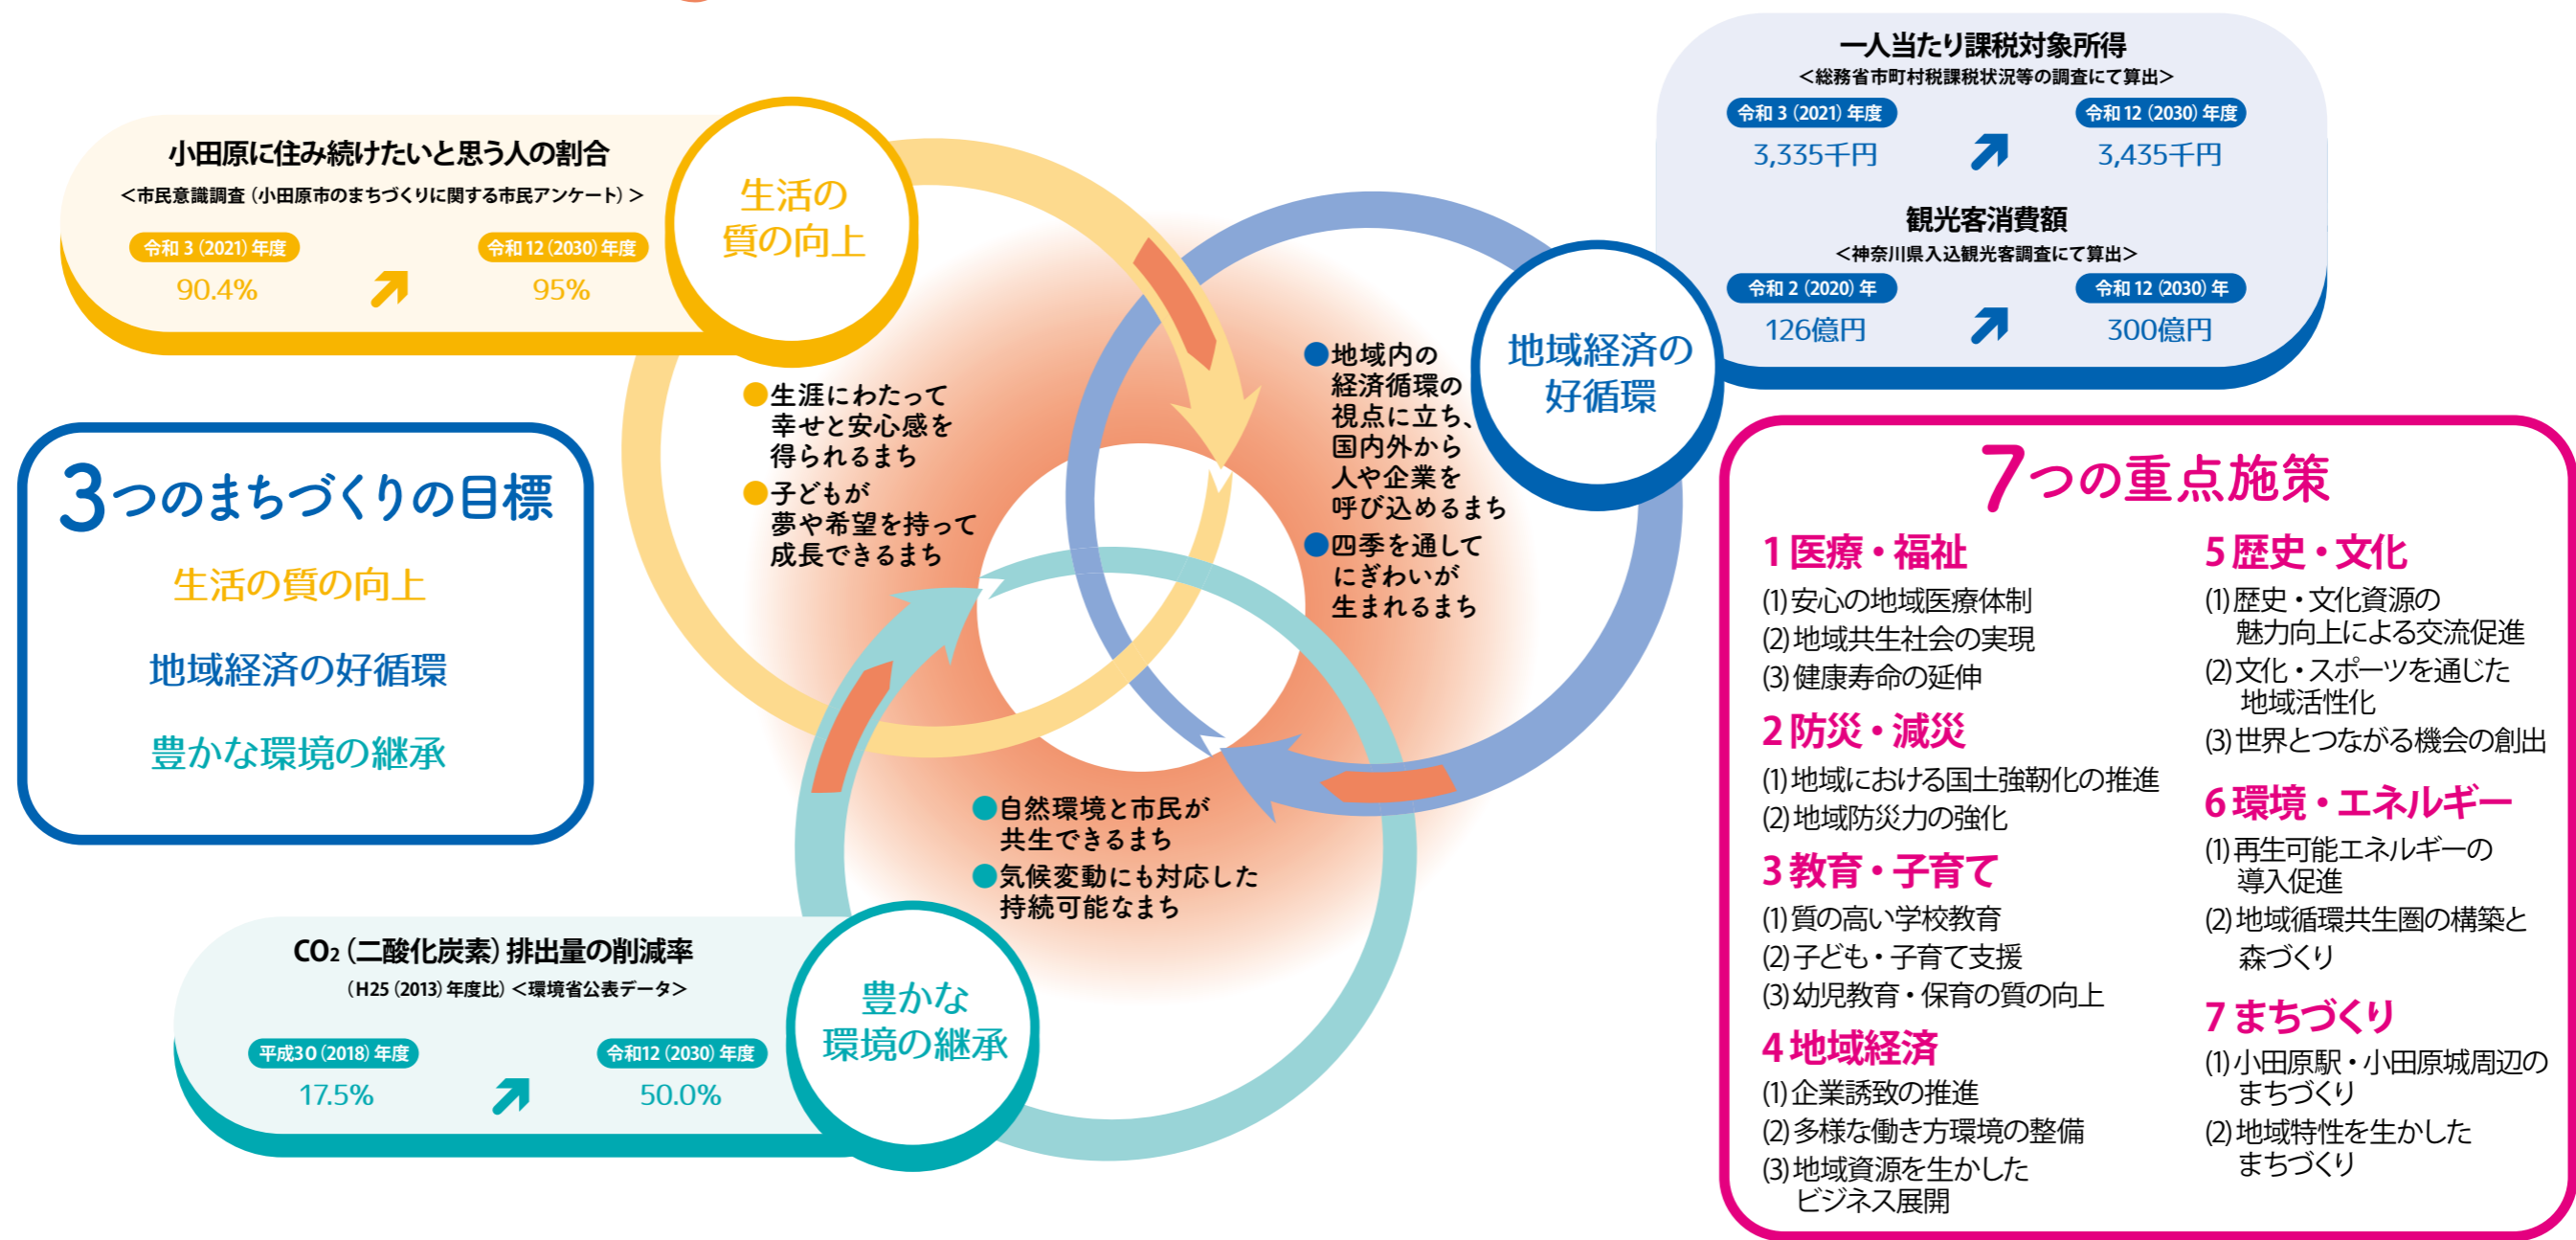 小田原に住み続けたいと思う人の割合
＜市民意識調査（小田原市のまちづくりに関する市民アンケート）＞
令和3（2021）年度
令和12（2030）年度
90.4%
95%
生活の
質の向上
一人当たり課税対象所得
＜総務省市町村税課税状況等の調査にて算出＞
令和3（2021）年度
令和12（2030）年度
3,335千円
3,435千円
観光客消費額
＜神奈川県入込観光客調査にて算出＞
令和2（2020）年
令和12（2030）年
126億円
300億円
地域経済の
好循環
●生涯にわたって
幸せと安心感を
得られるまち
●子どもが
夢や希望を持って
成長できるまち
●地域内の
経済循環の
視点に立ち、
国内外から
人や企業を
呼び込めるまち
●四季を通して
にぎわいが
生まれるまち
3つのまちづくりの目標
生活の質の向上
地域経済の好循環
豊かな環境の継承
●自然環境と市民が
共生できるまち
●気候変動にも対応した
持続可能なまち
CO2（二酸化炭素）排出量の削減率
（H25（2013）年度比）＜環境省公表データ＞
平成30（2018）年度
令和12（2030）年度
17.5%
50.0%
豊かな
環境の継承
7つの重点施策
1 医療・福祉
(1)安心の地域医療体制
(2)地域共生社会の実現
(3)健康寿命の延伸
2 防災・減災
(1)地域における国土強靭化の推進
(2)地域防災力の強化
3 教育・子育て
(1)質の高い学校教育
(2)子ども・子育て支援
(3)幼児教育・保育の質の向上
4 地域経済
(1)企業誘致の推進
(2)多様な働き方環境の整備
(3)地域資源を生かした
ビジネス展開
5 歴史・文化
(1)歴史・文化資源の
魅力向上による交流促進
(2)文化・スポーツを通じた
地域活性化
(3)世界とつながる機会の創出
6 環境・エネルギー
(1)再生可能エネルギーの
導入促進
(2)地域循環共生圏の構築と
森づくり
7 まちづくり
(1)小田原駅・小田原城周辺の
まちづくり
(2)地域特性を生かした
まちづくり